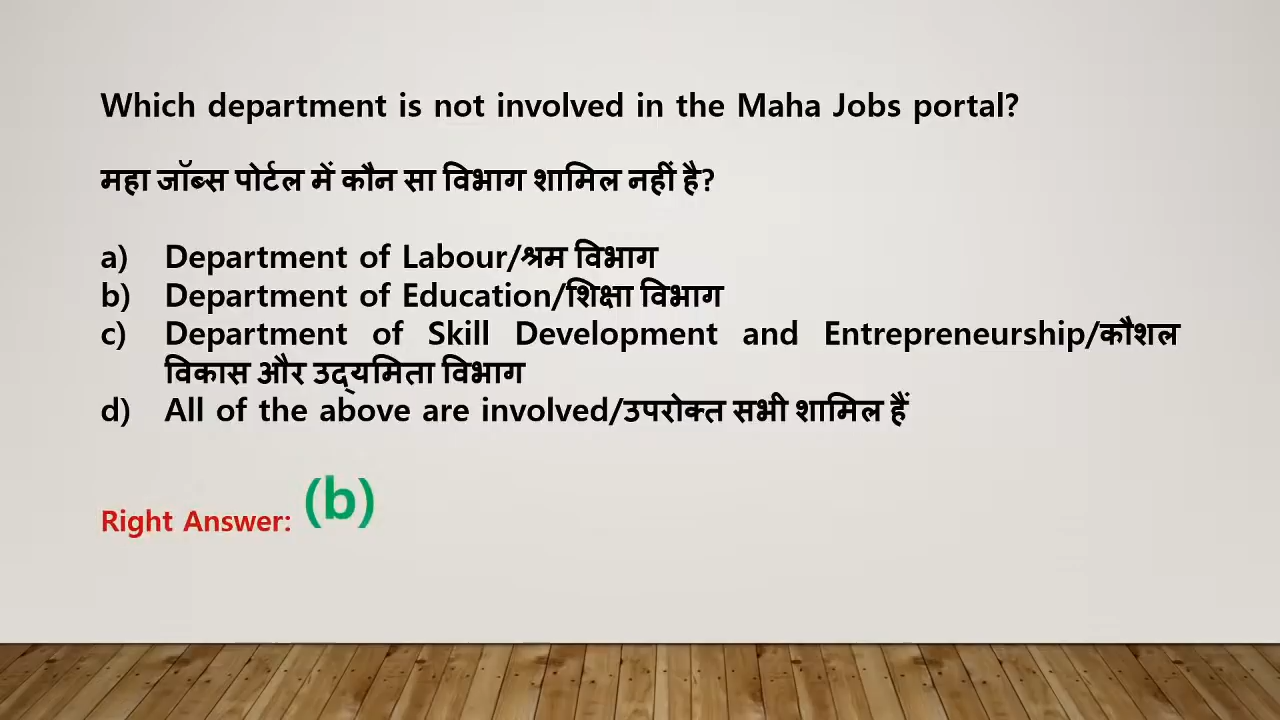 Which department is not involved in the Maha Jobs portal?
महा जॉब्स पोर्टल में कौन सा विभाग शामिल नहीं है?
a) Department of Labour/श्रम विभाग
b) Department of Education/शिक्षा विभाग
c) Department of Skill Development and Entrepreneurship/कौशल
विकास और उद्यमिता विभाग
d) All of the above are involved/उपरोक्त सभी शामिल हैं
Right Answer: (b)